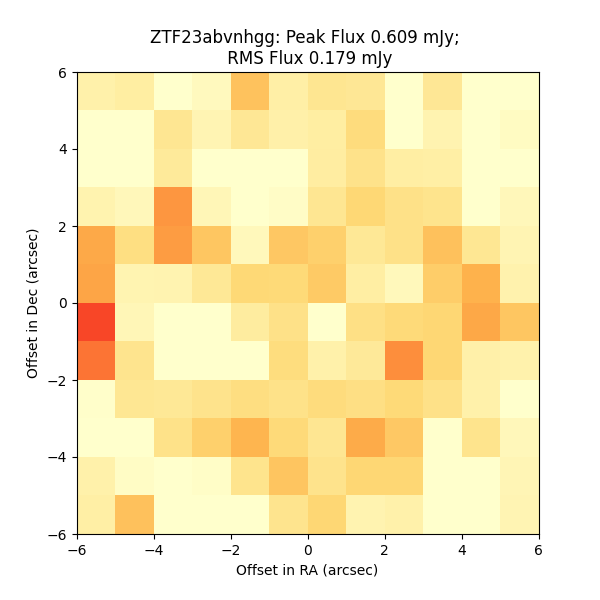 ZTF23abvnhgg: Peak Flux 0.609 mJy;
RMS Flux 0.179 mJy
6
4
2
0
−2
−4
−6
Offset in Dec (arcsec)
−6 −4 −2 0 2 4 6
Offset in RA (arcsec)